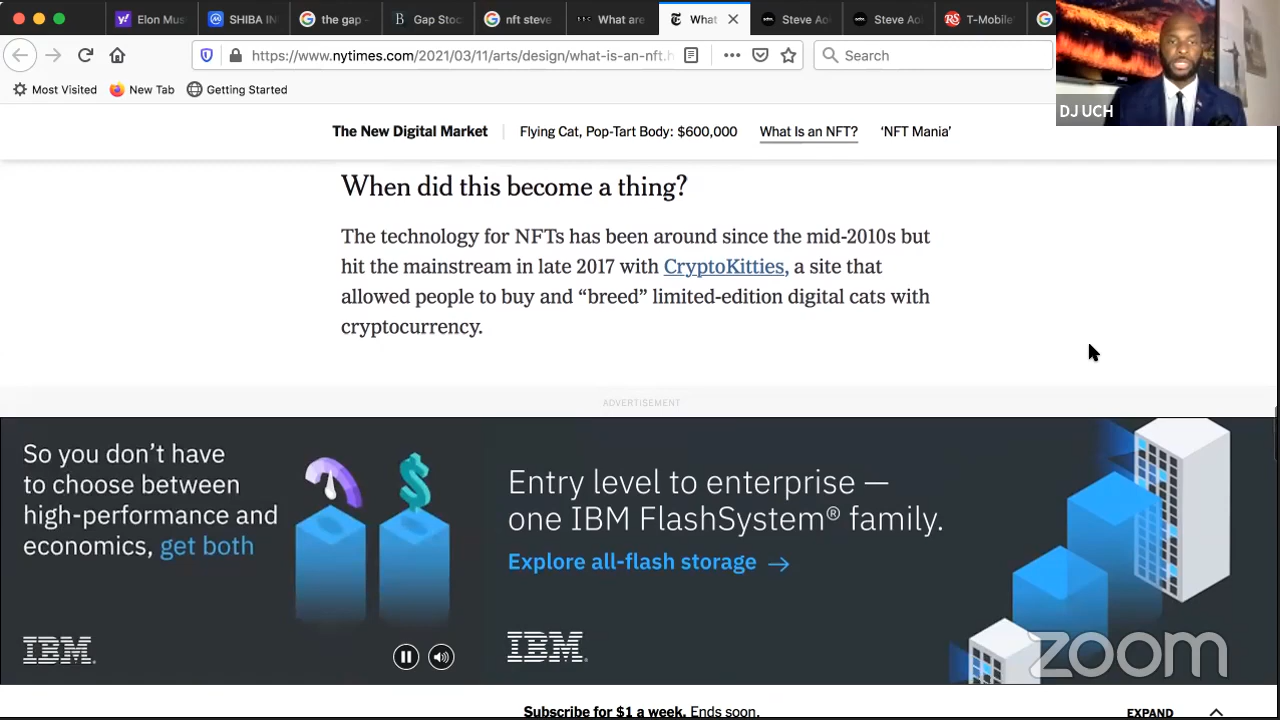 Elon Mus
SHIBA IN
the gap -
Gap Stoc
nft steve
What are
What
Steve Aok
Steve Aok
T-Mobile'
https://www.nytimes.com/2021/03/11/arts/design/what-is-an-nft.h
Search
Most Visited
New Tab
Getting Started
DJ UCH
The New Digital Market
Flying Cat, Pop-Tart Body: $600,000
What Is an NFT?
‘NFT Mania’
When did this become a thing?
The technology for NFTs has been around since the mid-2010s but
hit the mainstream in late 2017 with CryptoKitties, a site that
allowed people to buy and “breed” limited-edition digital cats with
cryptocurrency.
ADVERTISEMENT
So you don’t have
to choose between
high-performance and
economics, get both
IBM
Entry level to enterprise —
one IBM FlashSystem® family.
Explore all-flash storage →
IBM
zoom
Subscribe for $1 a week. Ends soon.
EXPAND